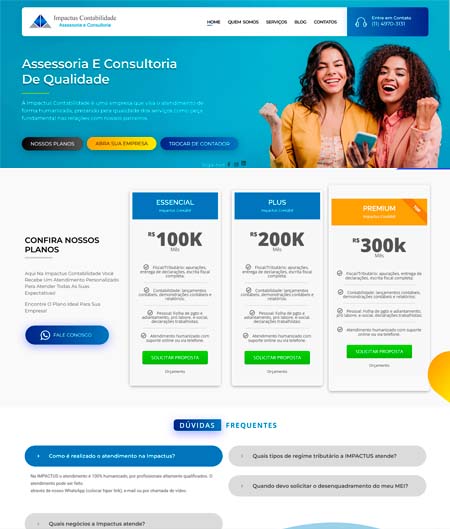 Impactus Contabilidade
Assessoria e Consultoria
HOME
QUEM SOMOS
SERVIÇOS
BLOG
CONTATOS
Entre em Contato
(11) 4970-3131
Assessoria E Consultoria
De Qualidade
A Impactus Contabilidade é uma empresa que visa o atendimento de
forma humanizada, prezando pela qualidade dos serviços como peça
fundamental nas relações com nossos parceiros.
NOSSOS PLANOS
ABRA SUA EMPRESA
TROCAR DE CONTADOR
CONFIRA NOSSOS
PLANOS
Aqui Na Impactus Contabilidade Você
Recebe Um Atendimento Personalizado
Para Atender Todas As Suas
Expectativas!
Encontre O Plano Ideal Para Sua
Empresa!
FALE CONOSCO
ESSENCIAL
Impactus Contábil
R$ 100K
Mês
Fiscal/Tributário: apurações,
entrega de declarações, escrita fiscal
completa.
Contabilidade: lançamentos
contábeis, demonstrações contábeis e
relatórios.
Pessoal: Folha de pgto e
adiantamento, pro labore, e-social,
declarações trabalhistas.
Atendimento humanizado com
suporte online ou via telefone.
SOLICITAR PROPOSTA
Orçamento
PLUS
Impactus Contábil
R$ 200K
Mês
Fiscal/Tributário: apurações,
entrega de declarações, escrita fiscal
completa.
Contabilidade: lançamentos
contábeis, demonstrações contábeis e
relatórios.
Pessoal: Folha de pgto e
adiantamento, pro labore, e-social,
declarações trabalhistas.
Atendimento humanizado com
suporte online ou via telefone.
SOLICITAR PROPOSTA
Orçamento
PREMIUM
Impactus Contábil
R$ 300k
Mês
Fiscal/Tributário: apurações, entrega de
declarações, escrita fiscal completa.
Contabilidade: lançamentos contábeis,
demonstrações contábeis e relatórios.
Pessoal: Folha de pgto e adiantamento,
pro labore, e-social, declarações
trabalhistas.
Atendimento humanizado com suporte
online ou via telefone.
SOLICITAR PROPOSTA
Orçamento
DÚVIDAS FREQUENTES
Como é realizado o atendimento na Impactus?
Na IMPACTUS o atendimento é 100% humanizado, por profissionais altamente qualificados. O
atendimento pode ser feito
através de nosso WhatsApp (colocar hiper link), e-mail ou por chamada de vídeo.
Quais negócios a Impactus atende?
Quais tipos de regime tributário a IMPACTUS atende?
Quando devo solicitar o desenquadramento do meu MEI?